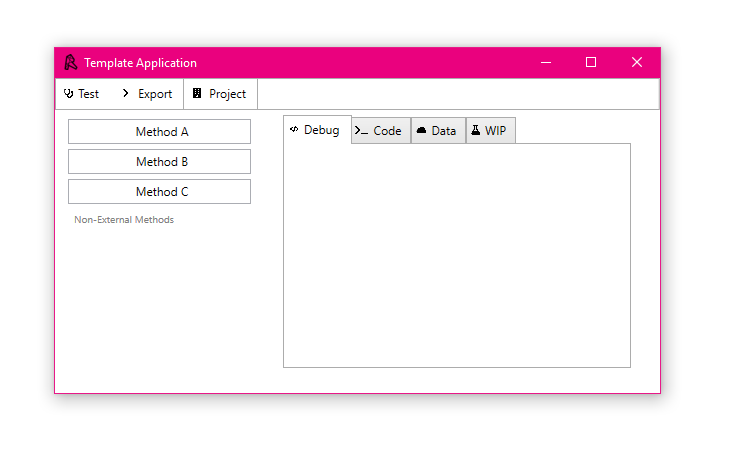 Template Application
Test Export Project
Method A
Method B
Method C
Non-External Methods
Debug Code Data WIP